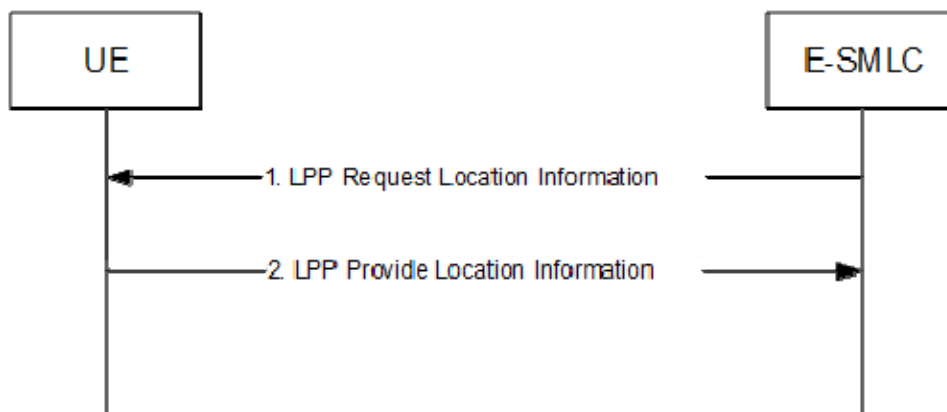 UE
E-SMLC
1. LPP Request Location Information
2. LPP Provide Location Information